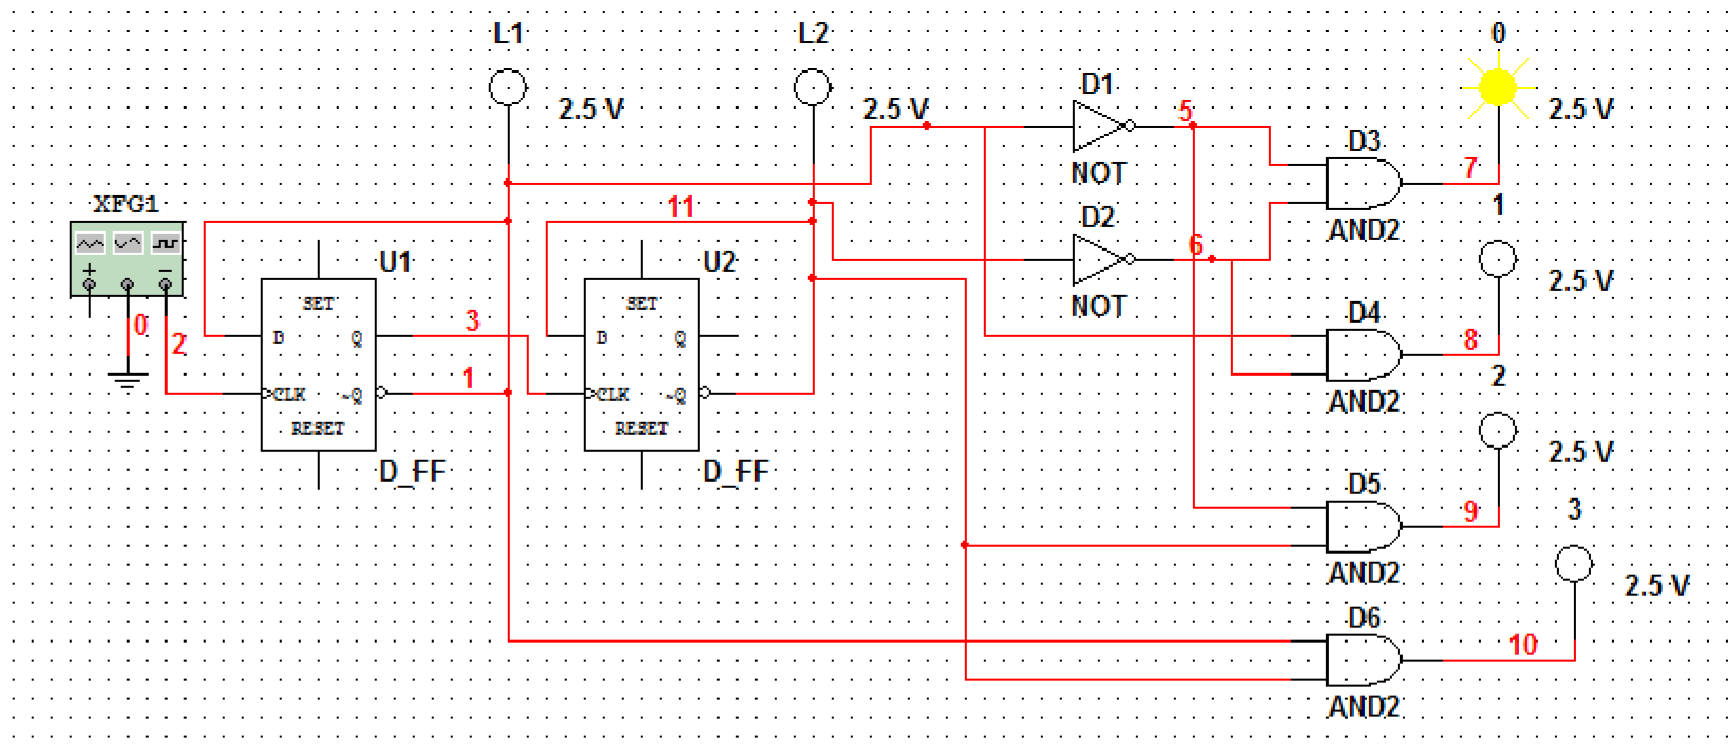 L1
L2
0
2.5 V
2.5 V
D1
5
2.5 V
D3
NOT
7
XFG1
11
D2
1
AND2
6
U1
U2
2.5 V
SET
SET
NOT
D4
0
2
3
D
Q
D
Q
8
1
2
CLK
~Q
CLK
~Q
AND2
RESET
RESET
2.5 V
D_FF
D_FF
D5
9
3
AND2
2.5 V
D6
10
AND2